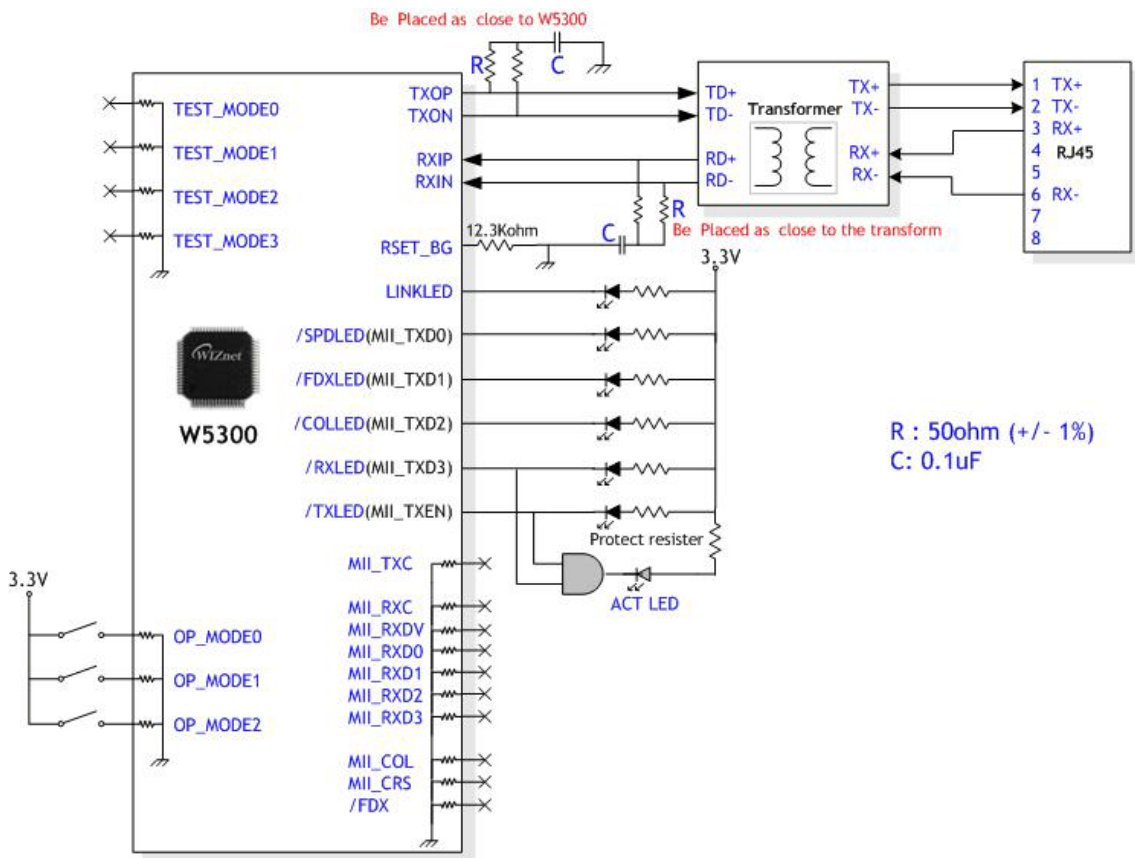 Be Placed as close to W5300
R
C
TXOP
TXON
RXIP
RXIN
RSET_BG
12.3Kohm
LINKLED
/SPDLED(MII_TXD0)
/FDXLED(MII_TXD1)
/COLLED(MII_TXD2)
/RXLED(MII_TXD3)
/TXLED(MII_TXEN)
MII_TXC
MII_RXC
MII_RXDV
MII_RXD0
MII_RXD1
MII_RXD2
MII_RXD3
MII_COL
MII_CRS
/FDX
TEST_MODE0
TEST_MODE1
TEST_MODE2
TEST_MODE3
WIZnet
W5300
3.3V
OP_MODE0
OP_MODE1
OP_MODE2
TD+
TD-
RD+
RD-
Transformer
TX+
TX-
RX+
RX-
1 TX+
2 TX-
3 RX+
4
RJ45
5
6 RX-
7
8
R
C
Be Placed as close to the transform
3.3V
Protect resister
ACT LED
R : 50ohm (+/- 1%)
C: 0.1uF